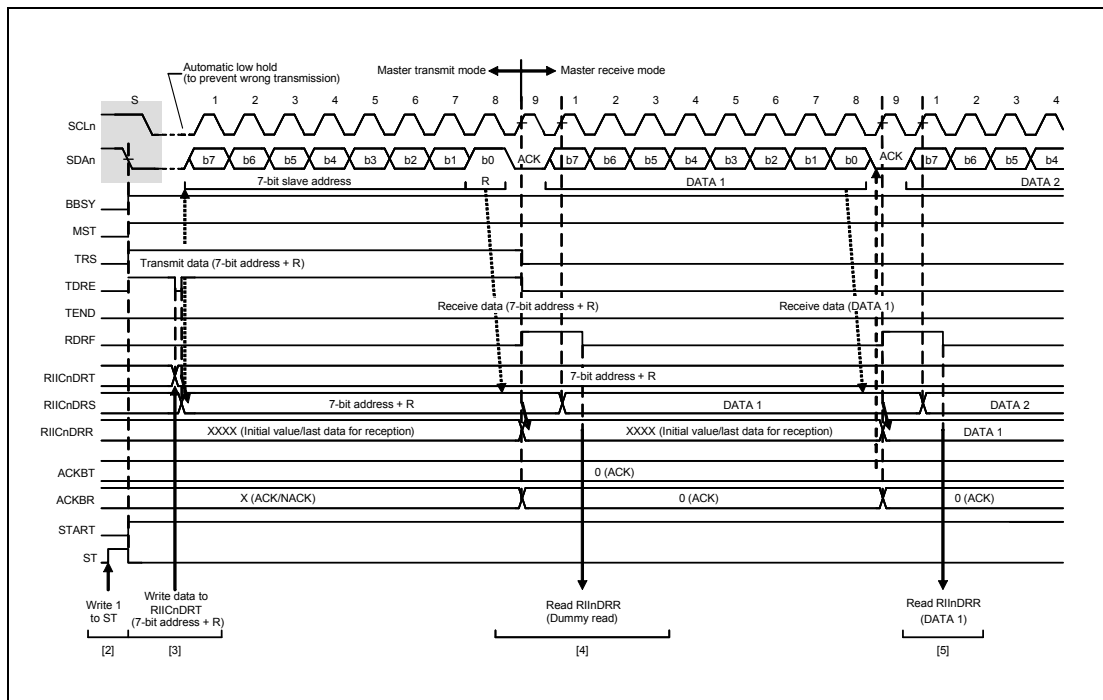 Automatic low hold
(to prevent wrong transmission)
Master transmit mode
Master receive mode
S 1 2 3 4 5 6 7 8 9 1 2 3 4 5 6 7 8 9 1 2 3 4
SCLn
SDAn b7 b6 b5 b4 b3 b2 b1 b0 ACK b7 b6 b5 b4 b3 b2 b1 b0 ACK b7 b6 b5 b4
7-bit slave address R DATA 1 DATA 2
BBSY
MST
TRS
Transmit data (7-bit address + R)
TDRE
Receive data (7-bit address + R) Receive data (DATA 1)
TEND
RDRF
RIICnDRT 7-bit address + R
RIICnDRS 7-bit address + R DATA 1 DATA 2
RIICnDRR XXXX (Initial value/last data for reception) XXXX (Initial value/last data for reception) DATA 1
ACKBT 0 (ACK)
ACKBR X (ACK/NACK) 0 (ACK) 0 (ACK)
START
ST
Write 1
to ST
Write data to
RIICnDRT
(7-bit address + R)
Read RIInDRR
(Dummy read)
Read RIInDRR
(DATA 1)
[2] [3] [4] [5]